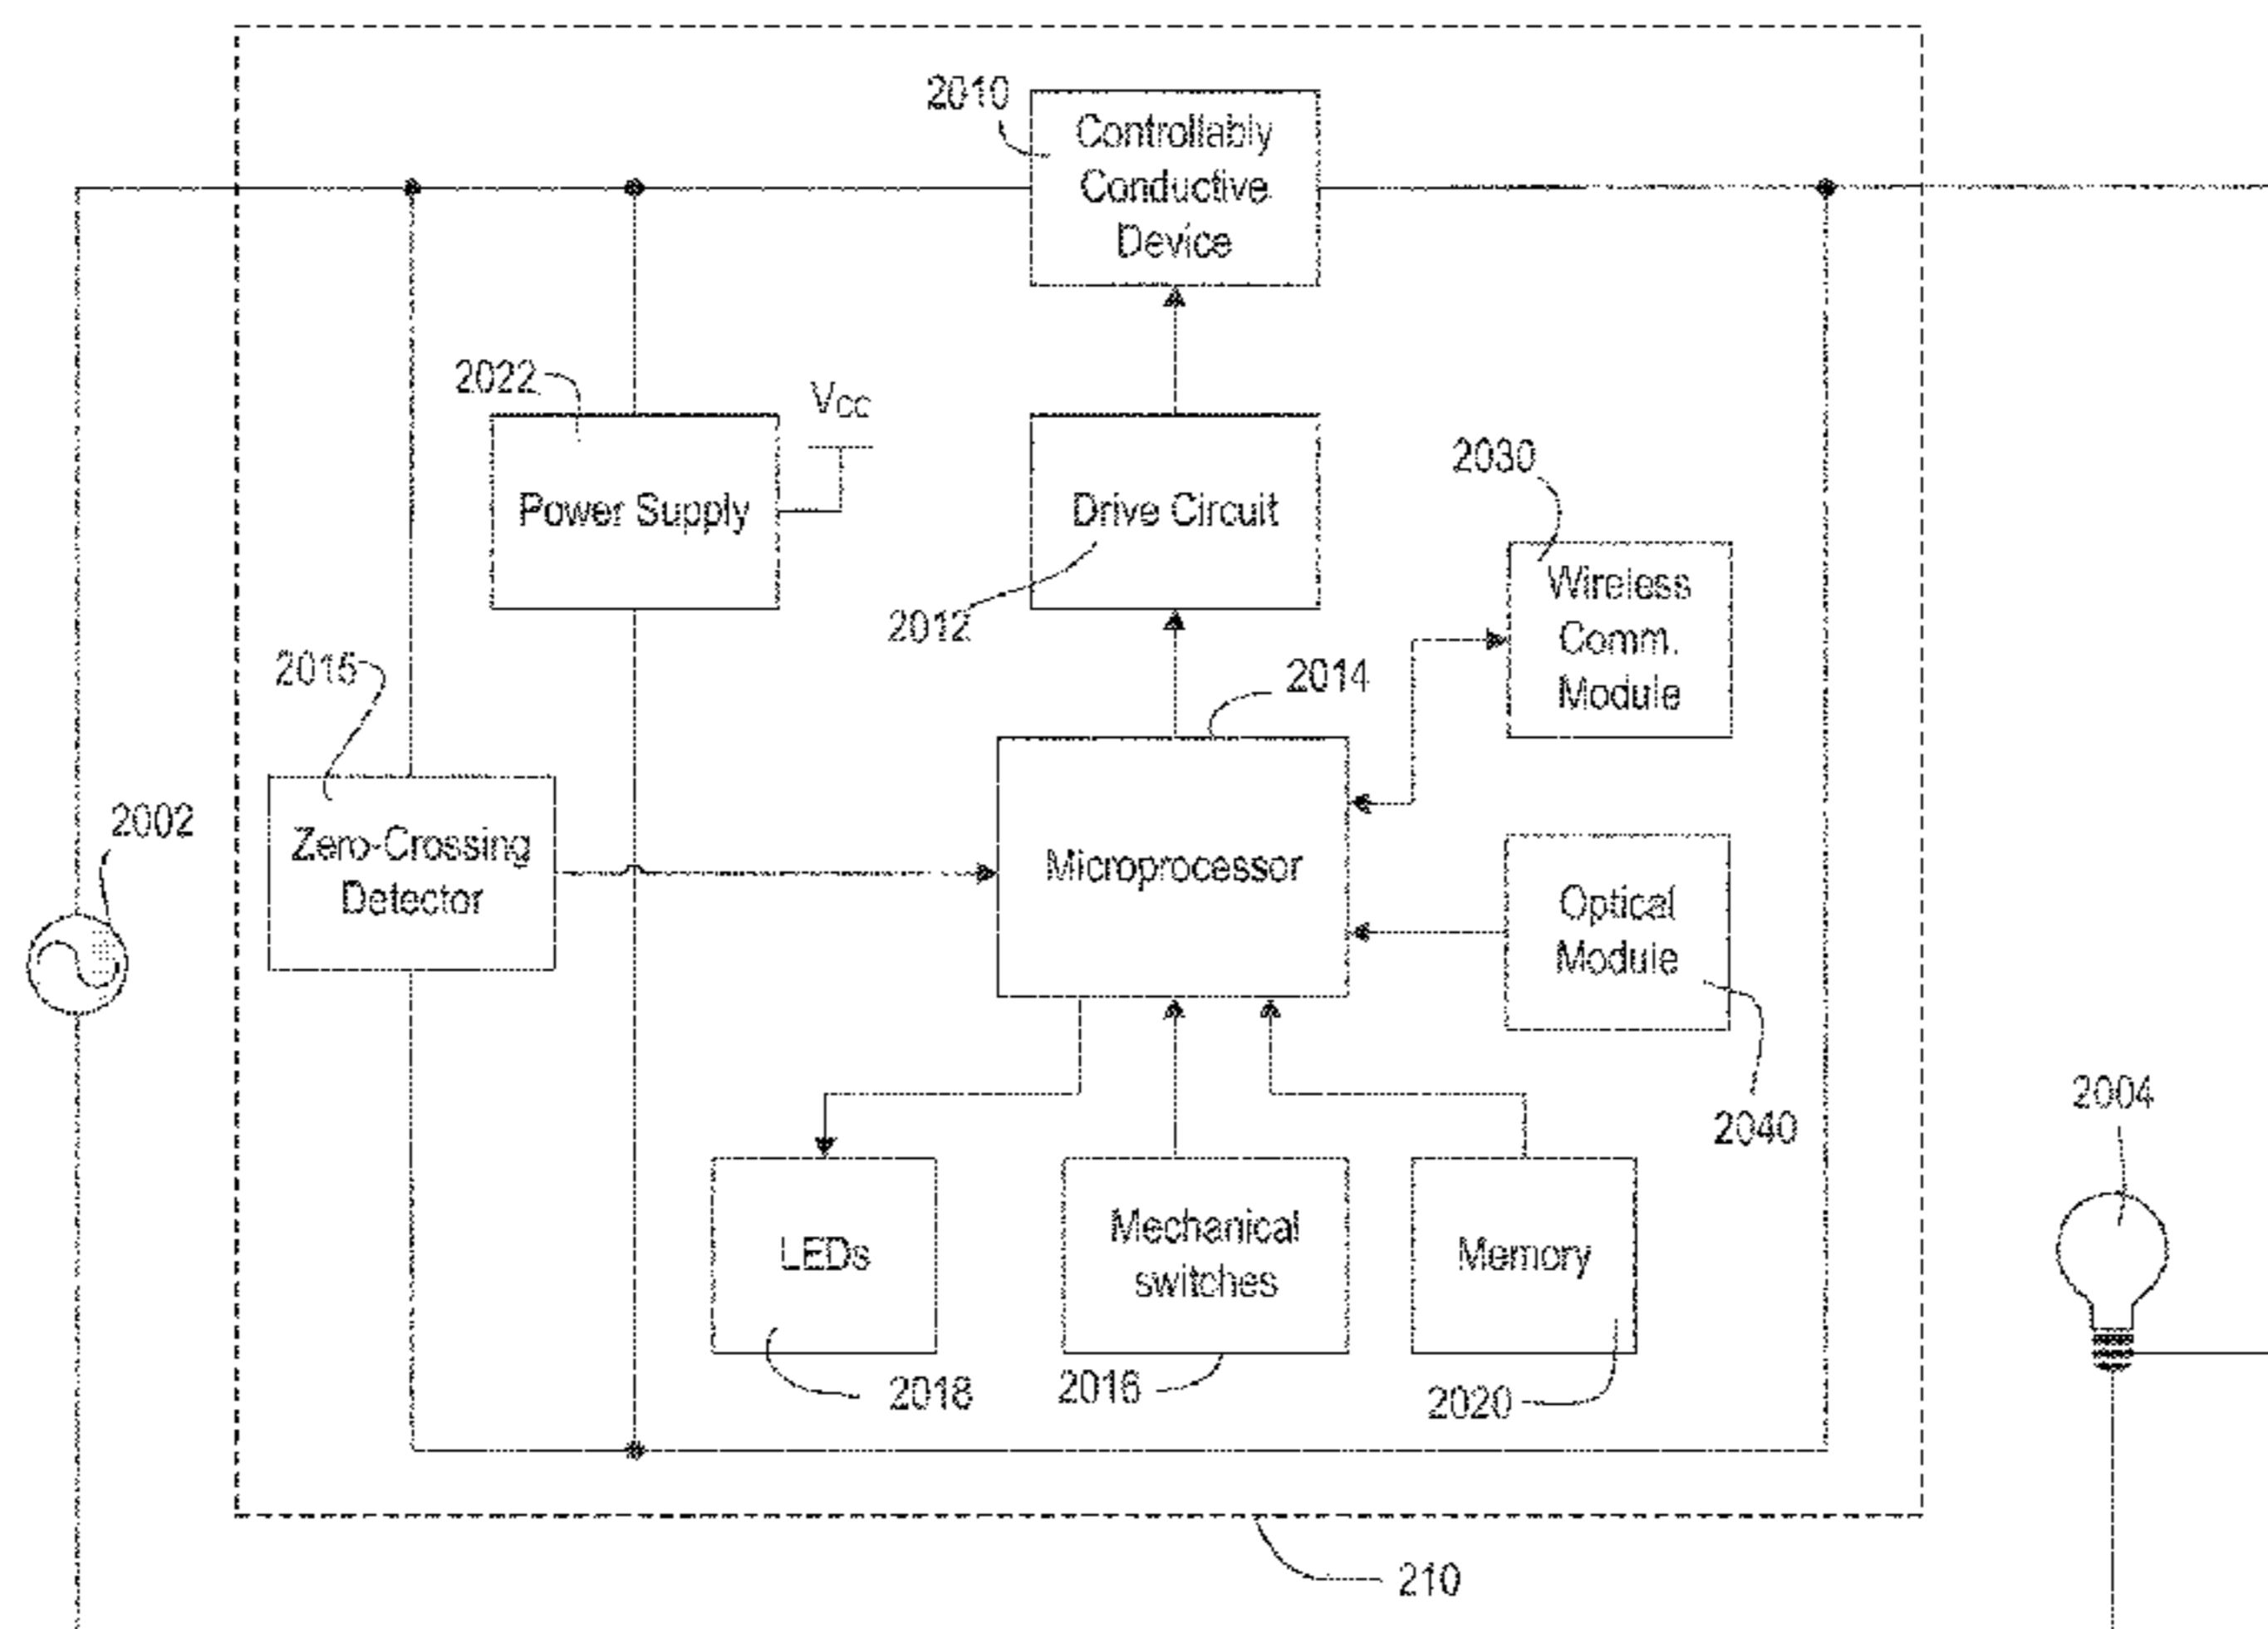 2010
Controllably
Conductive
Device
2022
VCC
Power Supply
Drive Circuit
2012
2030
Wireless
Comm.
Module
2015
2014
2002
Zero-Crossing
Detector
Microprocessor
Optical
Module
2040
2004
LEDs
Mechanical
switches
Memory
2018
2016
2020
210